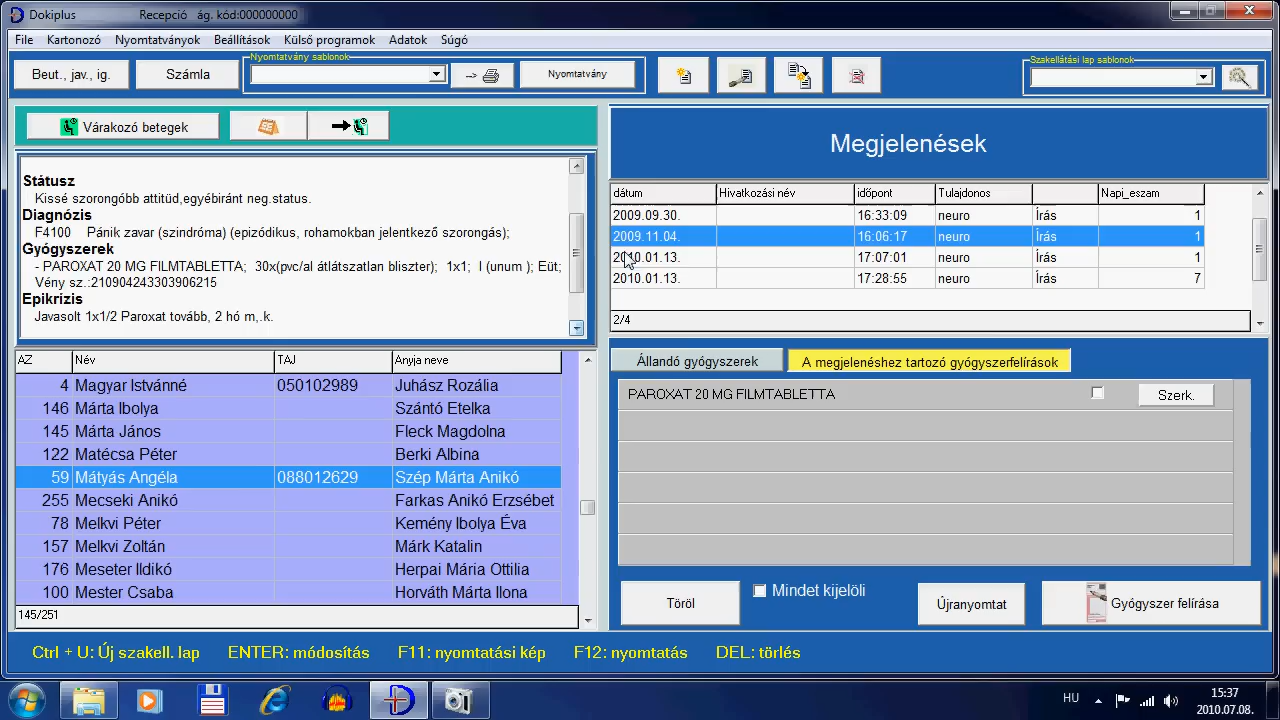 Dokiplus Recepció ág. kód:000000000
File Kartonozó Nyomtatványok Beállítások Külső programok Adatok Súgó
Beut., jav., ig. Számla Nyomtatvány sablonok Nyomtatvány Szakellátási lap sablonok
Várakozó betegek
Státusz
Kissé szorongóbb attitüd,egyébiránt neg.status.
Diagnózis
F4100 Pánik zavar (szindróma) (epizódikus, rohamokban jelentkező szorongás);
Gyógyszerek
- PAROXAT 20 MG FILMTABLETTA; 30x(pvc/al átlátszatlan bliszter); 1x1; I (unum ); Eüt;
Vény sz.:210904243303906215
Epikrízis
Javasolt 1x1/2 Paroxat tovább, 2 hó m,.k.
Megjelenések
dátum Hivatkozási név időpont Tulajdonos Napi_eszam
2009.09.30. 16:33:09 neuro Írás 1
2009.11.04. 16:06:17 neuro Írás 1
2010.01.13. 17:07:01 neuro Írás 1
2010.01.13. 17:28:55 neuro Írás 7
2/4
AZ Név TAJ Anyja neve
4 Magyar Istvánné 050102989 Juhász Rozália
146 Márta Ibolya Szántó Etelka
145 Márta János Fleck Magdolna
122 Matécsa Péter Berki Albina
59 Mátyás Angéla 088012629 Szép Márta Anikó
255 Mecseki Anikó Farkas Anikó Erzsébet
78 Melkvi Péter Kemény Ibolya Éva
157 Melkvi Zoltán Márk Katalin
176 Meseter Ildikó Herpai Mária Ottilia
100 Mester Csaba Horváth Mária Ilona
145/251
Állandó gyógyszerek A megjelenéshez tartozó gyógyszerfelírások
PAROXAT 20 MG FILMTABLETTA Szerk.
Töröl Mindet kijelöli Újranyomtat Gyógyszer felírása
Ctrl + U: Új szakell. lap ENTER: módosítás F11: nyomtatási kép F12: nyomtatás DEL: törlés
HU 15:37
2010.07.08.